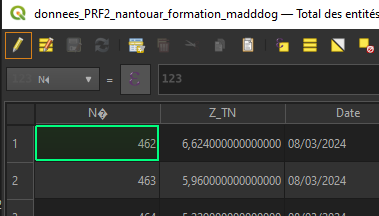 donnees_PRF2_nantouar_formation_madddog — Total des entités
123 N� = ε 123
N� Z_TN Date
1 462 6,624000000000000 08/03/2024
2 463 5,960000000000000 08/03/2024